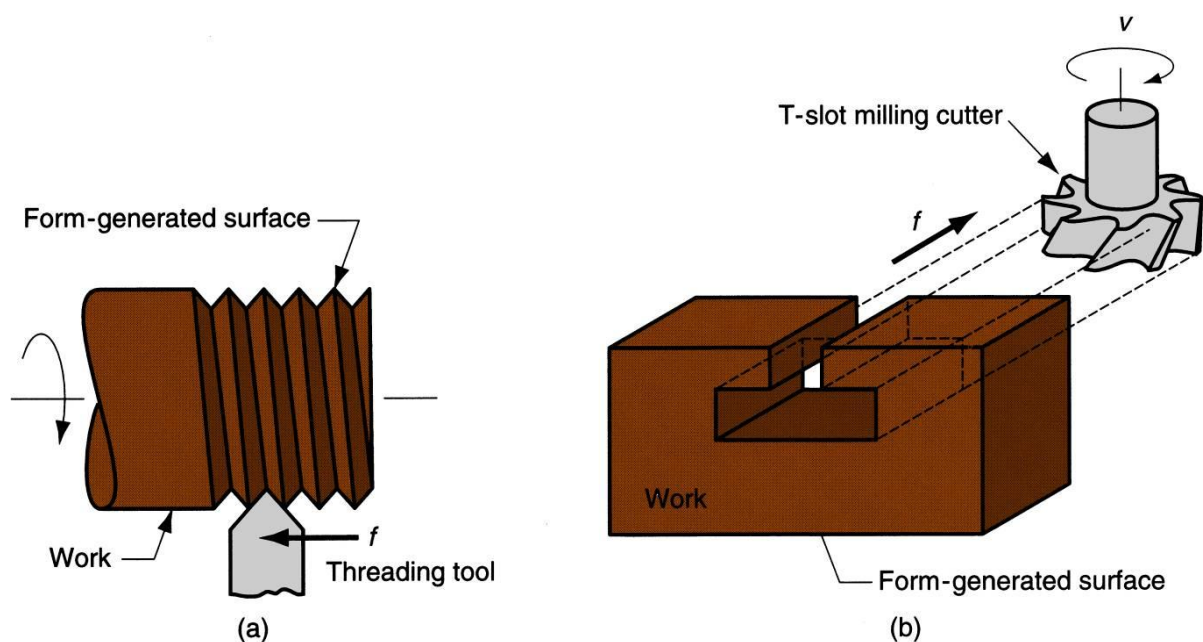 Form-generated surface
Work
f
Threading tool
(a)
v
T-slot milling cutter
f
Work
Form-generated surface
(b)